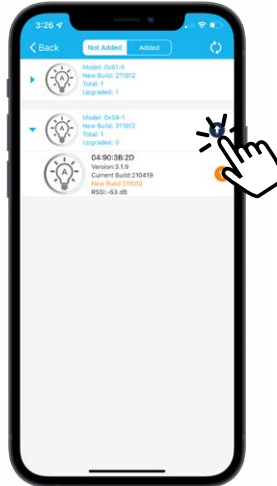 3:26
Back
Not Added
Added
Model: 0x01-5
New Build: 211012
Total: 1
Upgraded: 1
Model: 0x59-1
New Build: 211012
Total: 1
Upgraded: 0
04:90:3B:2D
Version:3.1.9
Current Build:210419
New Build:211012
RSSI:-63 dB